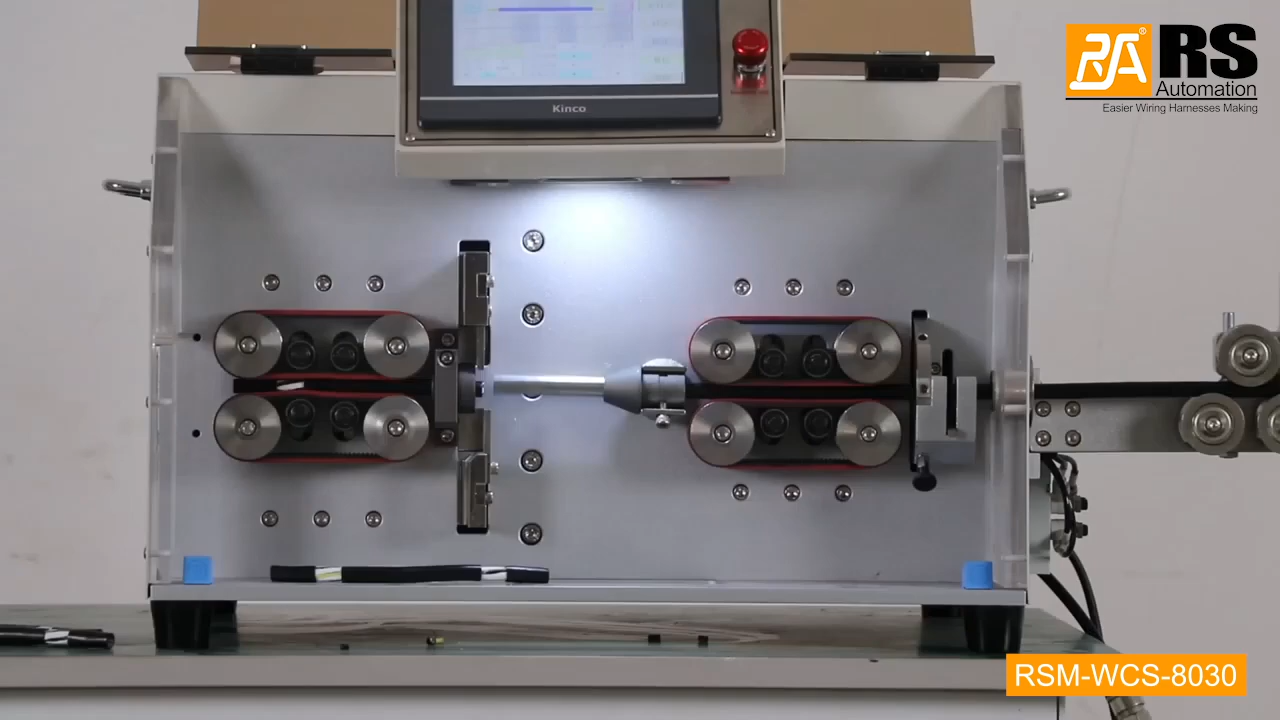 RS
Automation
Easier Wiring Harnesses Making
Kinco
RSM-WCS-8030